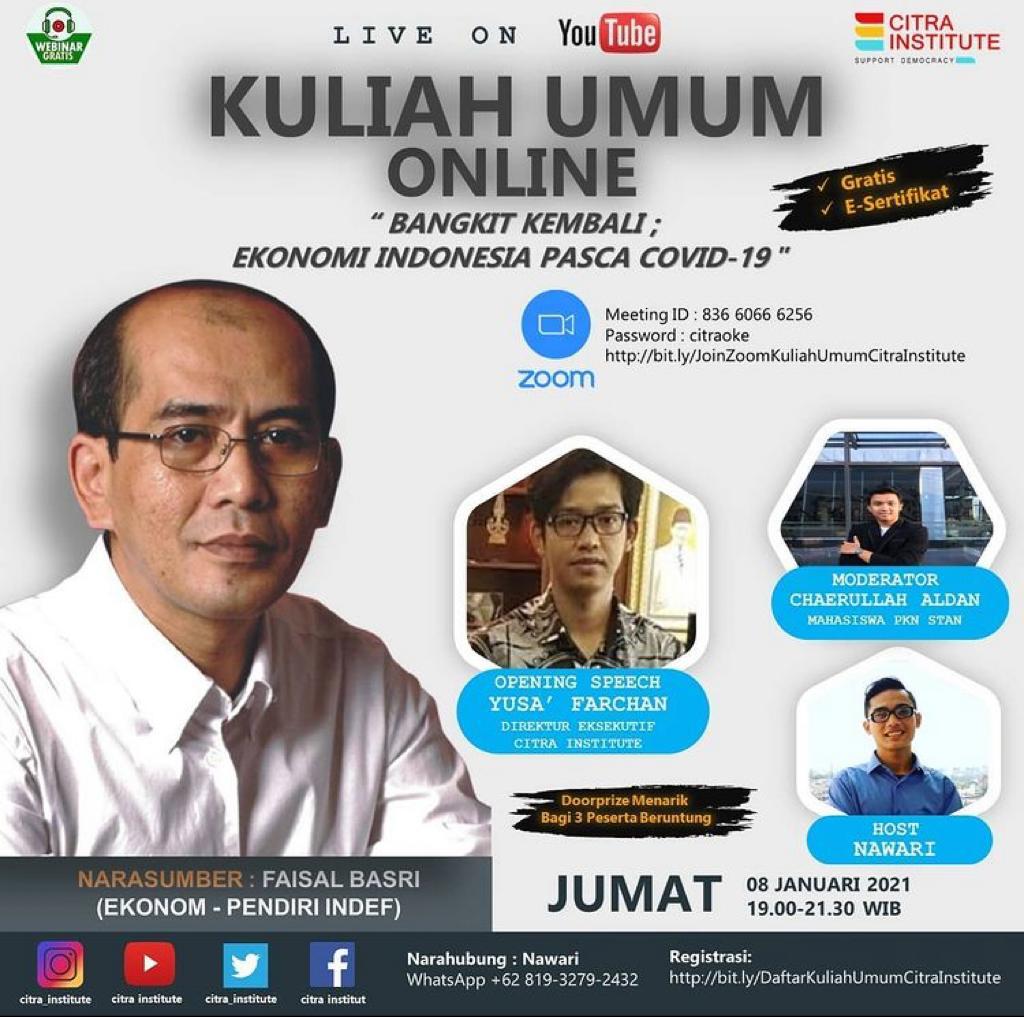 WEBINAR
GRATIS
LIVE ON YouTube
CITRA
INSTITUTE
SUPPORT DEMOCRACY
KULIAH UMUM
ONLINE
✓ Gratis
✓ E-Sertifikat
“ BANGKIT KEMBALI ;
EKONOMI INDONESIA PASCA COVID-19 "
zoom
Meeting ID : 836 6066 6256
Password : citraoke
http://bit.ly/JoinZoomKuliahUmumCitraInstitute
MODERATOR
CHAERULLAH ALDAN
MAHASISWA PKN STAN
OPENING SPEECH
YUSA’ FARCHAN
DIREKTUR EKSEKUTIF
CITRA INSTITUTE
Doorprize Menarik
Bagi 3 Peserta Beruntung
HOST
NAWARI
NARASUMBER : FAISAL BASRI
(EKONOM - PENDIRI INDEF)
JUMAT
08 JANUARI 2021
19.00-21.30 WIB
citra_institute
citra institute
citra_institute
citra institut
Narahubung : Nawari
WhatsApp +62 819-3279-2432
Registrasi:
http://bit.ly/DaftarKuliahUmumCitraInstitute